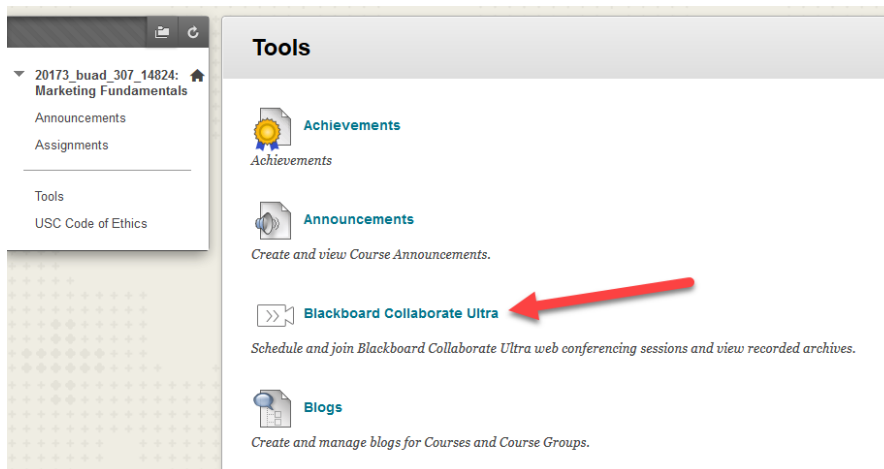 20173_buad_307_14824:
Marketing Fundamentals
Announcements
Assignments
Tools
USC Code of Ethics
Tools
Achievements
Achievements
Announcements
Create and view Course Announcements.
Blackboard Collaborate Ultra
Schedule and join Blackboard Collaborate Ultra web conferencing sessions and view recorded archives.
Blogs
Create and manage blogs for Courses and Course Groups.